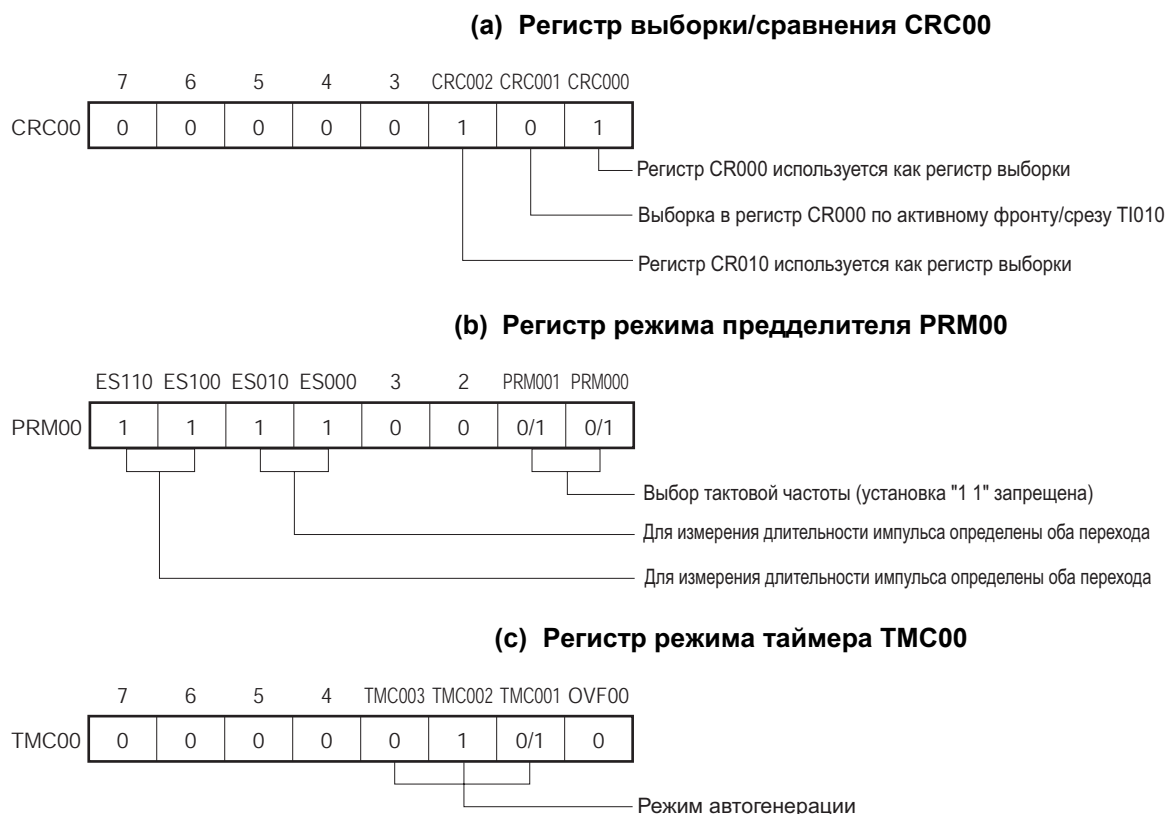 (a) Регистр выборки/сравнения CRC00
7 6 5 4 3 CRC002 CRC001 CRC000
CRC00 0 0 0 0 0 1 0 1
Регистр CR000 используется как регистр выборки
Выборка в регистр CR000 по активному фронту/срезу TI010
Регистр CR010 используется как регистр выборки
(b) Регистр режима предделителя PRM00
ES110 ES100 ES010 ES000 3 2 PRM001 PRM000
PRM00 1 1 1 1 0 0 0/1 0/1
Выбор тактовой частоты (установка "1 1" запрещена)
Для измерения длительности импульса определены оба перехода
Для измерения длительности импульса определены оба перехода
(c) Регистр режима таймера TMC00
7 6 5 4 TMC003 TMC002 TMC001 OVF00
TMC00 0 0 0 0 0 1 0/1 0
Режим автогенерации